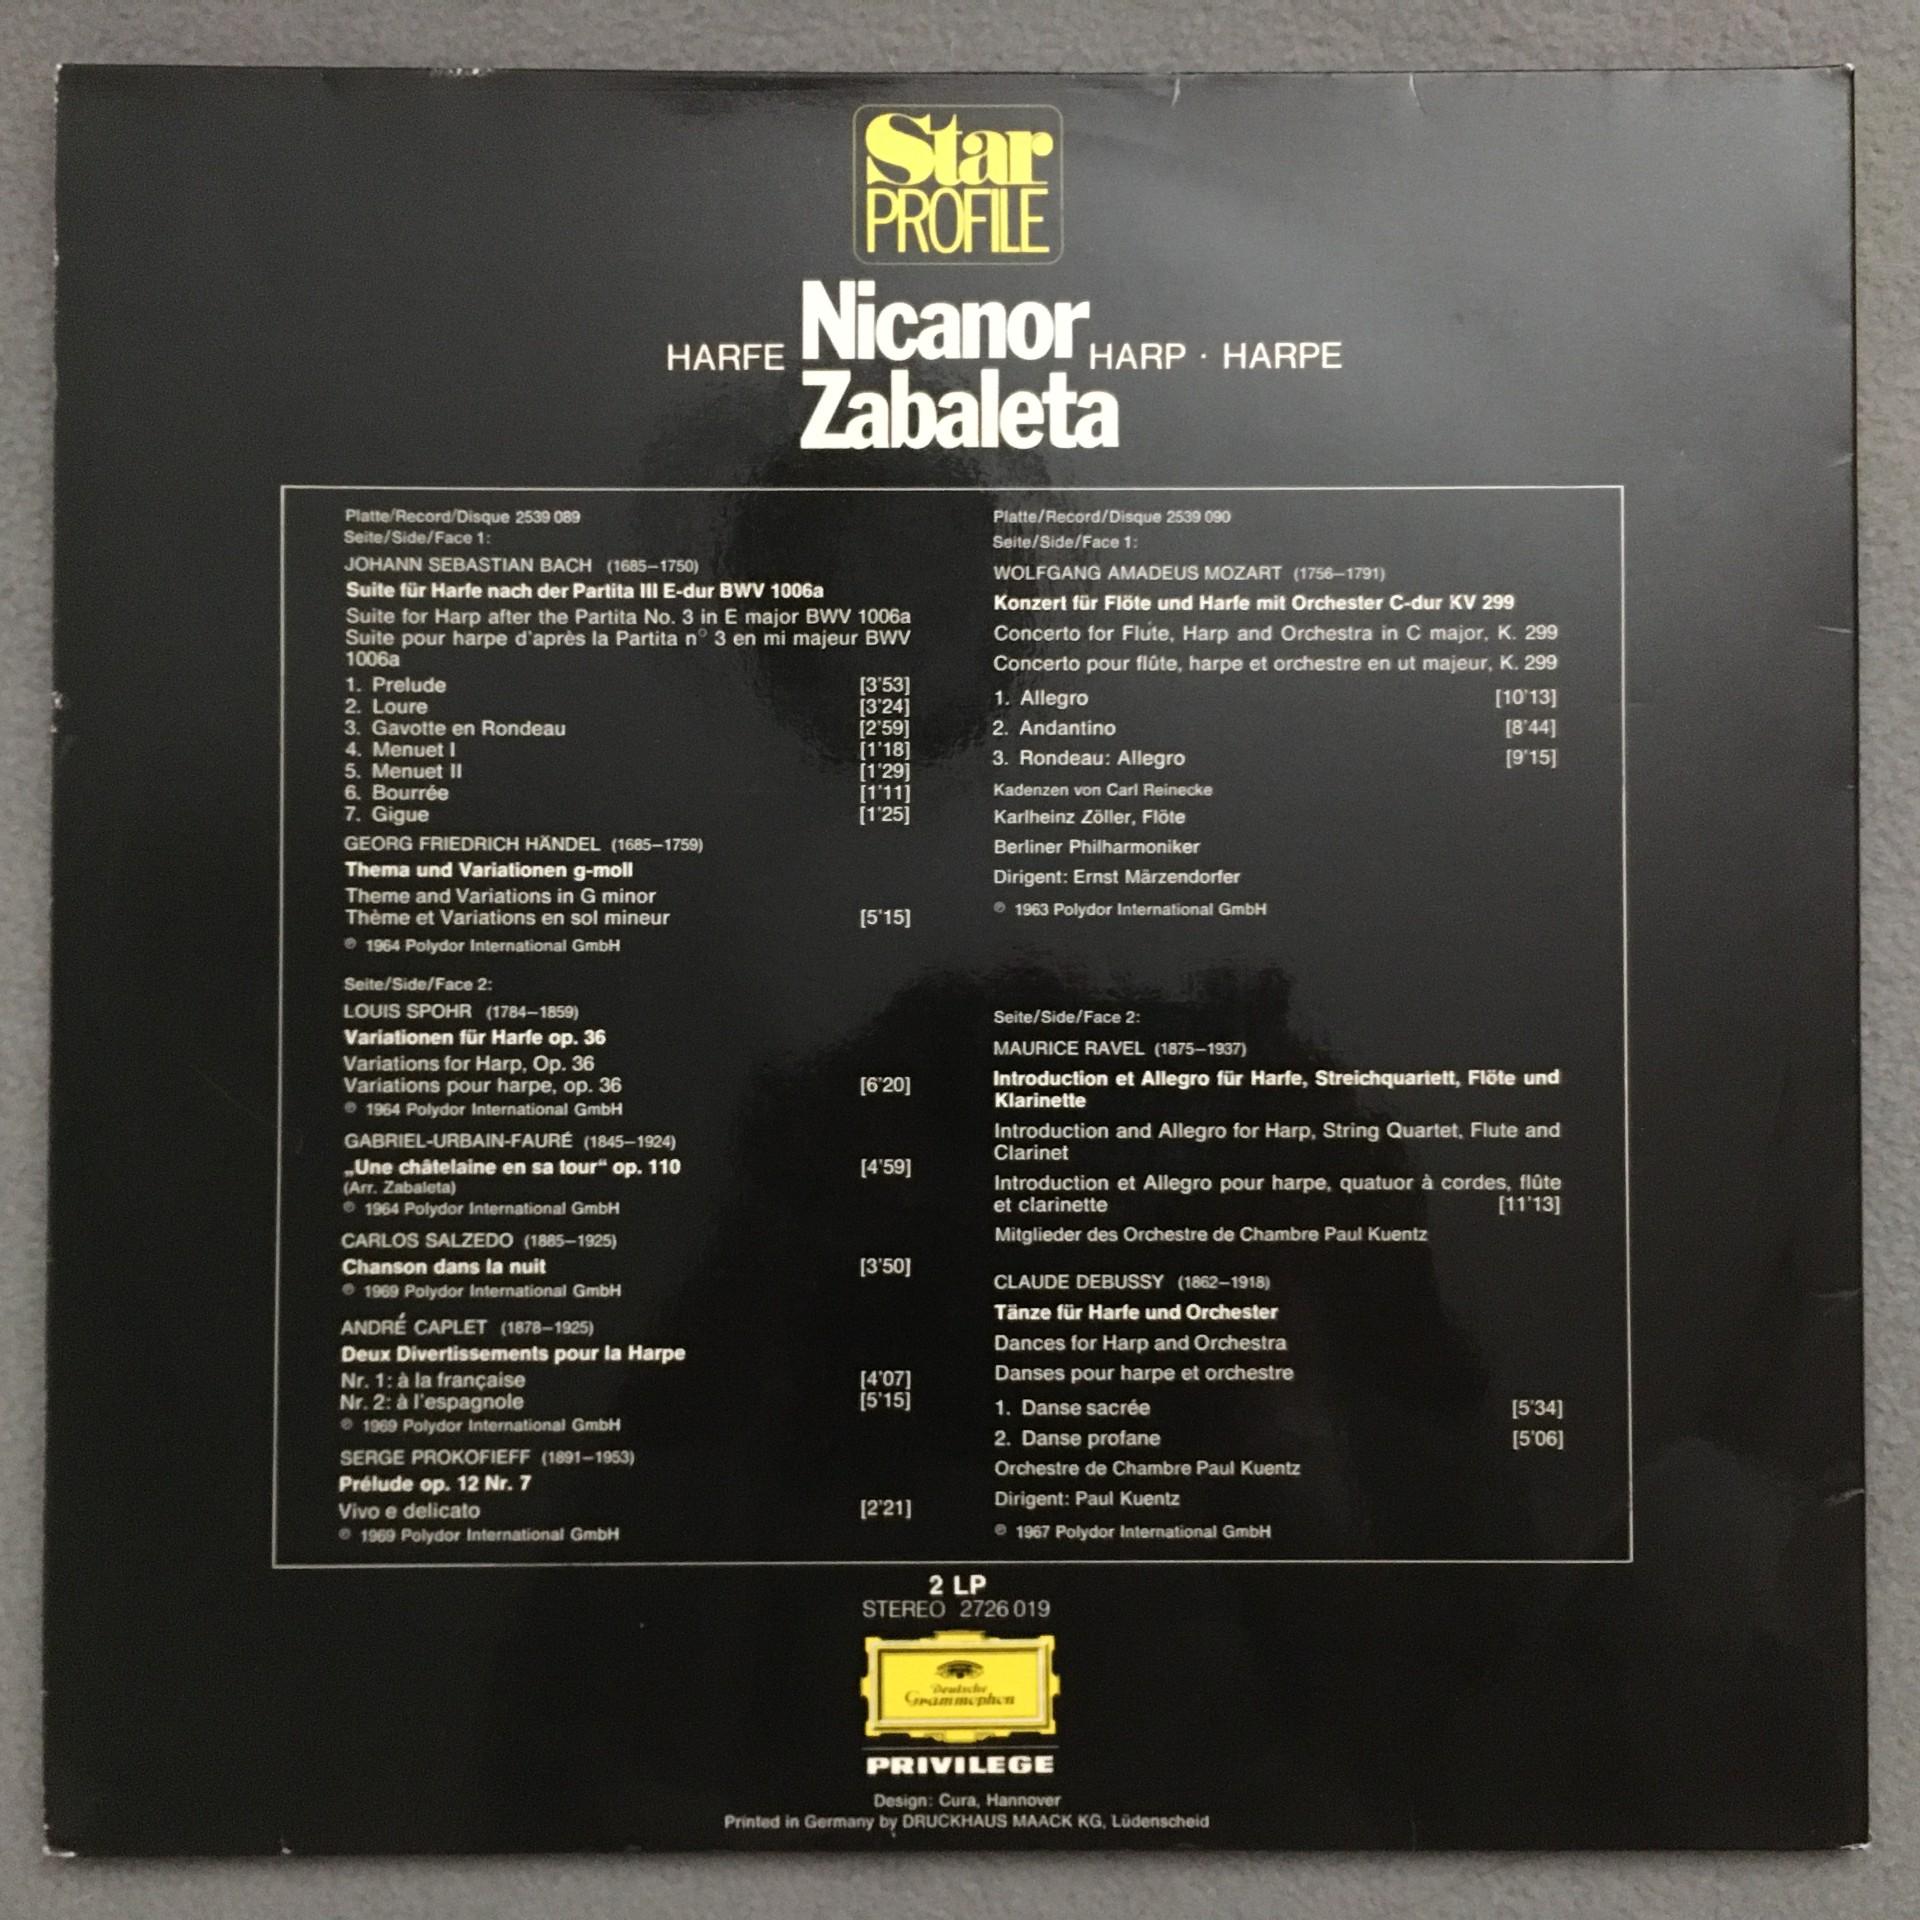 Star
PROFILE
HARFE Nicanor HARP · HARPE
Zabaleta
Platte/Record/Disque 2539 089
Seite/Side/Face 1:
JOHANN SEBASTIAN BACH (1685–1750)
Suite für Harfe nach der Partita III E-dur BWV 1006a
Suite for Harp after the Partita No. 3 in E major BWV 1006a
Suite pour harpe d'après la Partita n° 3 en mi majeur BWV
1006a
1. Prelude [3'53]
2. Loure [3'24]
3. Gavotte en Rondeau [2'59]
4. Menuet I [1'18]
5. Menuet II [1'29]
6. Bourrée [1'11]
7. Gigue [1'25]
GEORG FRIEDRICH HÄNDEL (1685–1759)
Thema und Variationen g-moll
Theme and Variations in G minor
Thème et Variations en sol mineur [5'15]
℗ 1964 Polydor International GmbH
Seite/Side/Face 2:
LOUIS SPOHR (1784–1859)
Variationen für Harfe op. 36
Variations for Harp, Op. 36
Variations pour harpe, op. 36 [6'20]
℗ 1964 Polydor International GmbH
GABRIEL-URBAIN-FAURÉ (1845–1924)
„Une châtelaine en sa tour“ op. 110 [4'59]
(Arr. Zabaleta)
℗ 1964 Polydor International GmbH
CARLOS SALZEDO (1885–1925)
Chanson dans la nuit [3'50]
℗ 1969 Polydor International GmbH
ANDRÉ CAPLET (1878–1925)
Deux Divertissements pour la Harpe
Nr. 1: à la française [4'07]
Nr. 2: à l'espagnole [5'15]
℗ 1969 Polydor International GmbH
SERGE PROKOFIEFF (1891–1953)
Prélude op. 12 Nr. 7
Vivo e delicato [2'21]
℗ 1969 Polydor International GmbH
Platte/Record/Disque 2539 090
Seite/Side/Face 1:
WOLFGANG AMADEUS MOZART (1756–1791)
Konzert für Flöte und Harfe mit Orchester C-dur KV 299
Concerto for Flute, Harp and Orchestra in C major, K. 299
Concerto pour flûte, harpe et orchestre en ut majeur, K. 299
1. Allegro [10'13]
2. Andantino [8'44]
3. Rondeau: Allegro [9'15]
Kadenzen von Carl Reinecke
Karlheinz Zöller, Flöte
Berliner Philharmoniker
Dirigent: Ernst Märzendorfer
℗ 1963 Polydor International GmbH
Seite/Side/Face 2:
MAURICE RAVEL (1875–1937)
Introduction et Allegro für Harfe, Streichquartett, Flöte und
Klarinette
Introduction and Allegro for Harp, String Quartet, Flute and
Clarinet
Introduction et Allegro pour harpe, quatuor à cordes, flûte
et clarinette [11'13]
Mitglieder des Orchestre de Chambre Paul Kuentz
CLAUDE DEBUSSY (1862–1918)
Tänze für Harfe und Orchester
Dances for Harp and Orchestra
Danses pour harpe et orchestre
1. Danse sacrée [5'34]
2. Danse profane [5'06]
Orchestre de Chambre Paul Kuentz
Dirigent: Paul Kuentz
℗ 1967 Polydor International GmbH
2 LP
STEREO 2726 019
Deutsche
Grammophon
PRIVILEGE
Design: Cura, Hannover
Printed in Germany by DRUCKHAUS MAACK KG, Lüdenscheid